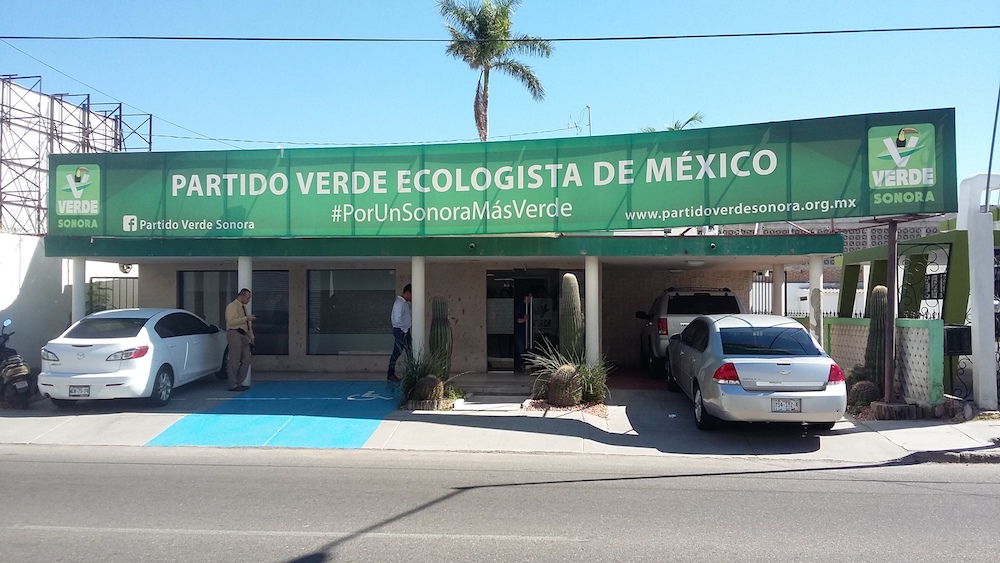 PARTIDO VERDE ECOLOGISTA DE MÉXICO
#PorUnSonoraMásVerde
VERDE
SONORA
Partido Verde Sonora
www.partidoverdesonora.org.mx
VERDE
SONORA